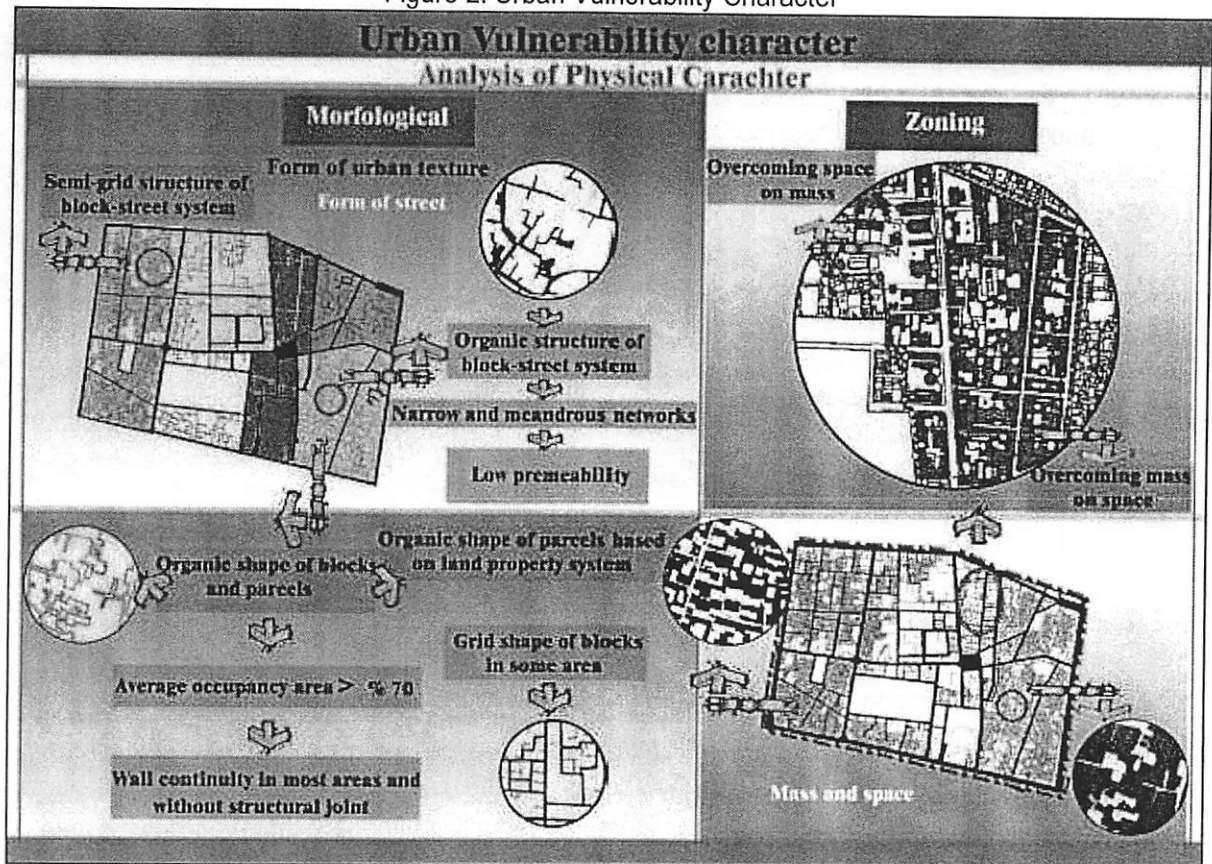 Figure 2. Urban Vulnerability Character
Urban Vulnerability character
Analysis of Physical Carachter
Morfological
Form of urban texture
Form of street
Semi-grid structure of
block-street system
Organic structure of
block-street system
Narrow and meandrous networks
Low premeability
Zoning
Overcoming space
on mass
Overcoming mass
on space
Organic shape of blocks
and parcels
Organic shape of parcels based
on land property system
Average occupancy area > % 70
Wall continuity in most areas and
without structural joint
Grid shape of blocks
in some area
Mass and space